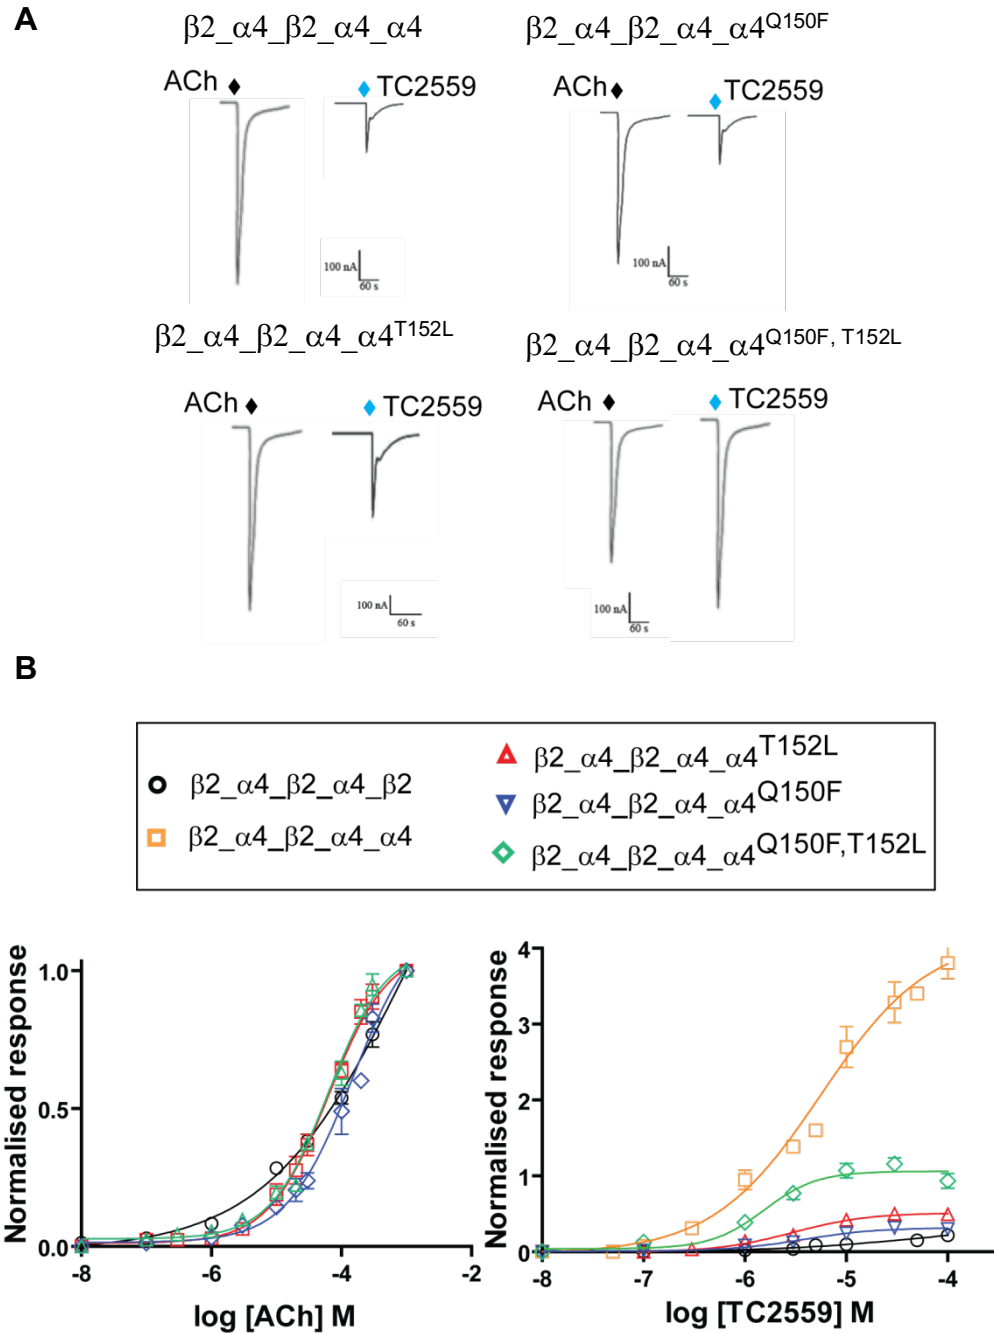 A
β2_α4_β2_α4_α4
β2_α4_β2_α4_α4Q150F
ACh TC2559
ACh TC2559
100 nA
60 s
100 nA
60 s
β2_α4_β2_α4_α4T152L
β2_α4_β2_α4_α4Q150F, T152L
ACh TC2559
ACh TC2559
100 nA
60 s
100 nA
60 s
B
β2_α4_β2_α4_β2
β2_α4_β2_α4_α4
β2_α4_β2_α4_α4T152L
β2_α4_β2_α4_α4Q150F
β2_α4_β2_α4_α4Q150F,T152L
Normalised response
1.0
0.5
0.0
-8 -6 -4 -2
log [ACh] M
Normalised response
4
3
2
1
0
-8 -7 -6 -5 -4
log [TC2559] M